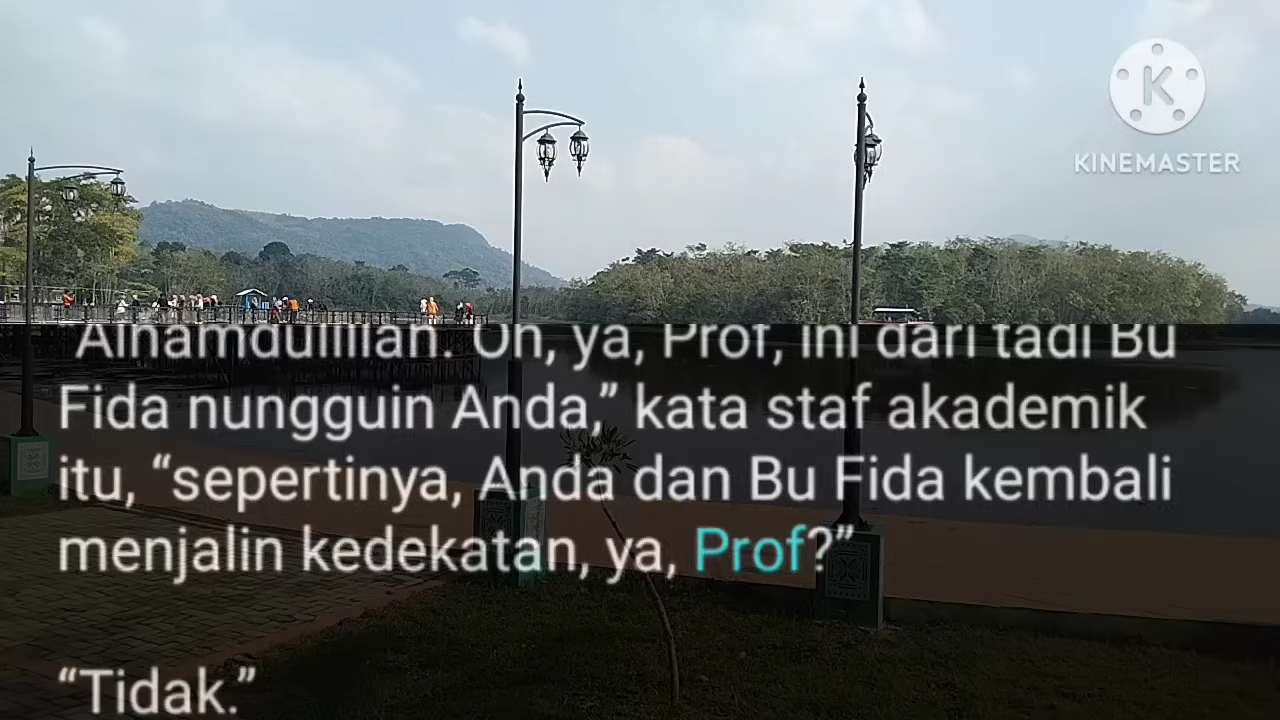 KINEMASTER
“Alhamdulillah. Oh, ya, Prof, ini dari tadi Bu
Fida nungguin Anda,” kata staf akademik
itu, “sepertinya, Anda dan Bu Fida kembali
menjalin kedekatan, ya, Prof?”
“Tidak.”